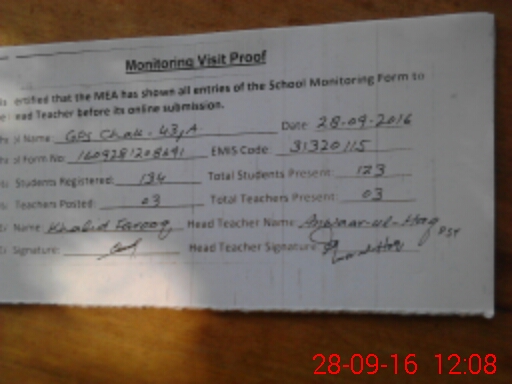 Monitoring Visit Proof
ertified that the MEA has shown all entries of the School Monitoring Form to
ead Teacher before its online submission.
Name: GPS Chak. 43/A Date 28-09-2016
Form No: 1609281208691 EMIS Code 31320115
Students Registered: 134 Total Students Present: 123
Teachers Posted: 03 Total Teachers Present: 03
Name: Khalid Farooq Head Teacher Name: Anwaar-ul-Haq PST
Signature: Head Teacher Signature
28-09-16 12:08